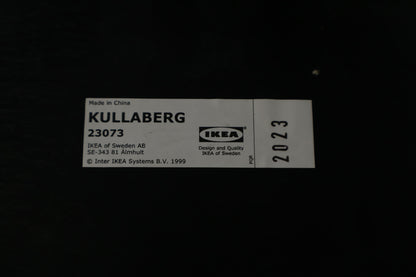 Made in China
KULLABERG
23073
IKEA of Sweden AB
SE-343 81 Älmhult
© Inter IKEA Systems B.V. 1999
IKEA
Design and Quality
IKEA of Sweden
PQR
2023